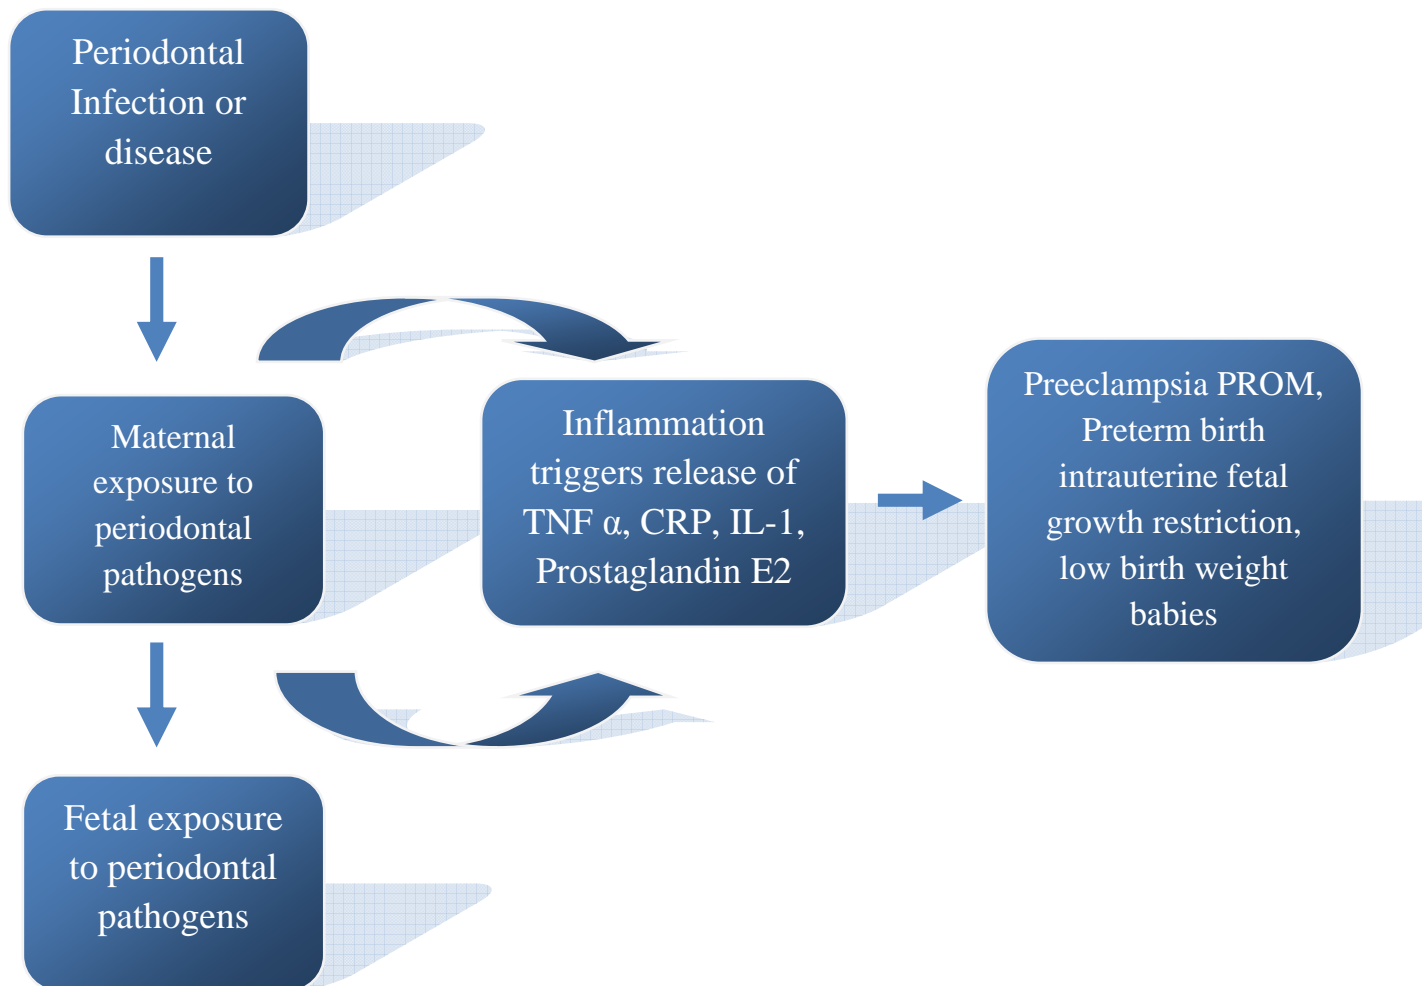 Periodontal
Infection or
disease
Maternal
exposure to
periodontal
pathogens
Inflammation
triggers release of
TNF α, CRP, IL-1,
Prostaglandin E2
Preeclampsia PROM,
Preterm birth
intrauterine fetal
growth restriction,
low birth weight
babies
Fetal exposure
to periodontal
pathogens